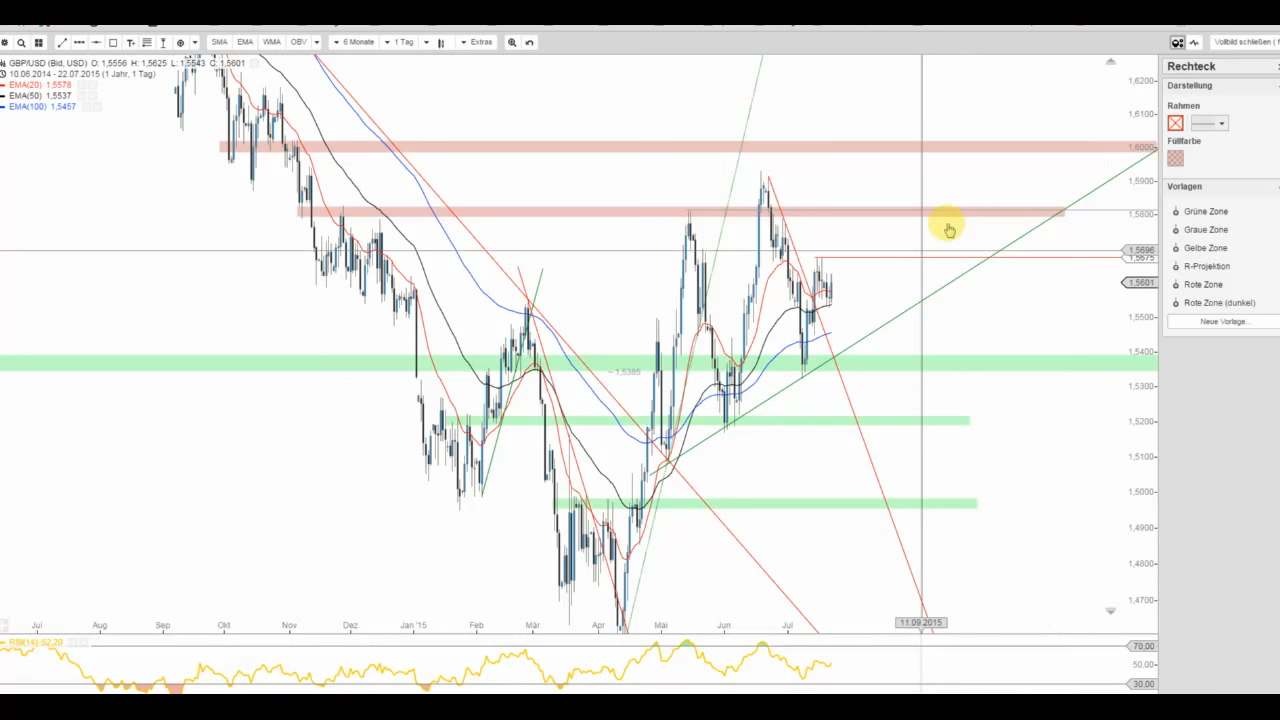 SMA EMA WMA OBV 6 Monate 1 Tag Extras Vollbild schließen ( f
GBP/USD (Bid, USD) O: 1,5556 H: 1,5625 L: 1,5543 C: 1,5601
10.06.2014 - 22.07.2015 (1 Jahr, 1 Tag)
EMA(20) 1,5578
EMA(50) 1,5537
EMA(100) 1,5457
1,6200
1,6100
1,6000
1,5900
1,5800
1,5696
1,5675
1,5601
1,5500
1,5400
1,5385
1,5300
1,5200
1,5100
1,5000
1,4900
1,4800
1,4700
Jul Aug Sep Okt Nov Dez Jan '15 Feb Mär Apr Mai Jun Jul 11.09.2015
RSI(14) 52,20
70,00
50,00
30,00
Rechteck
Darstellung
Rahmen
Füllfarbe
Vorlagen
Grüne Zone
Graue Zone
Gelbe Zone
R-Projektion
Rote Zone
Rote Zone (dunkel)
Neue Vorlage...